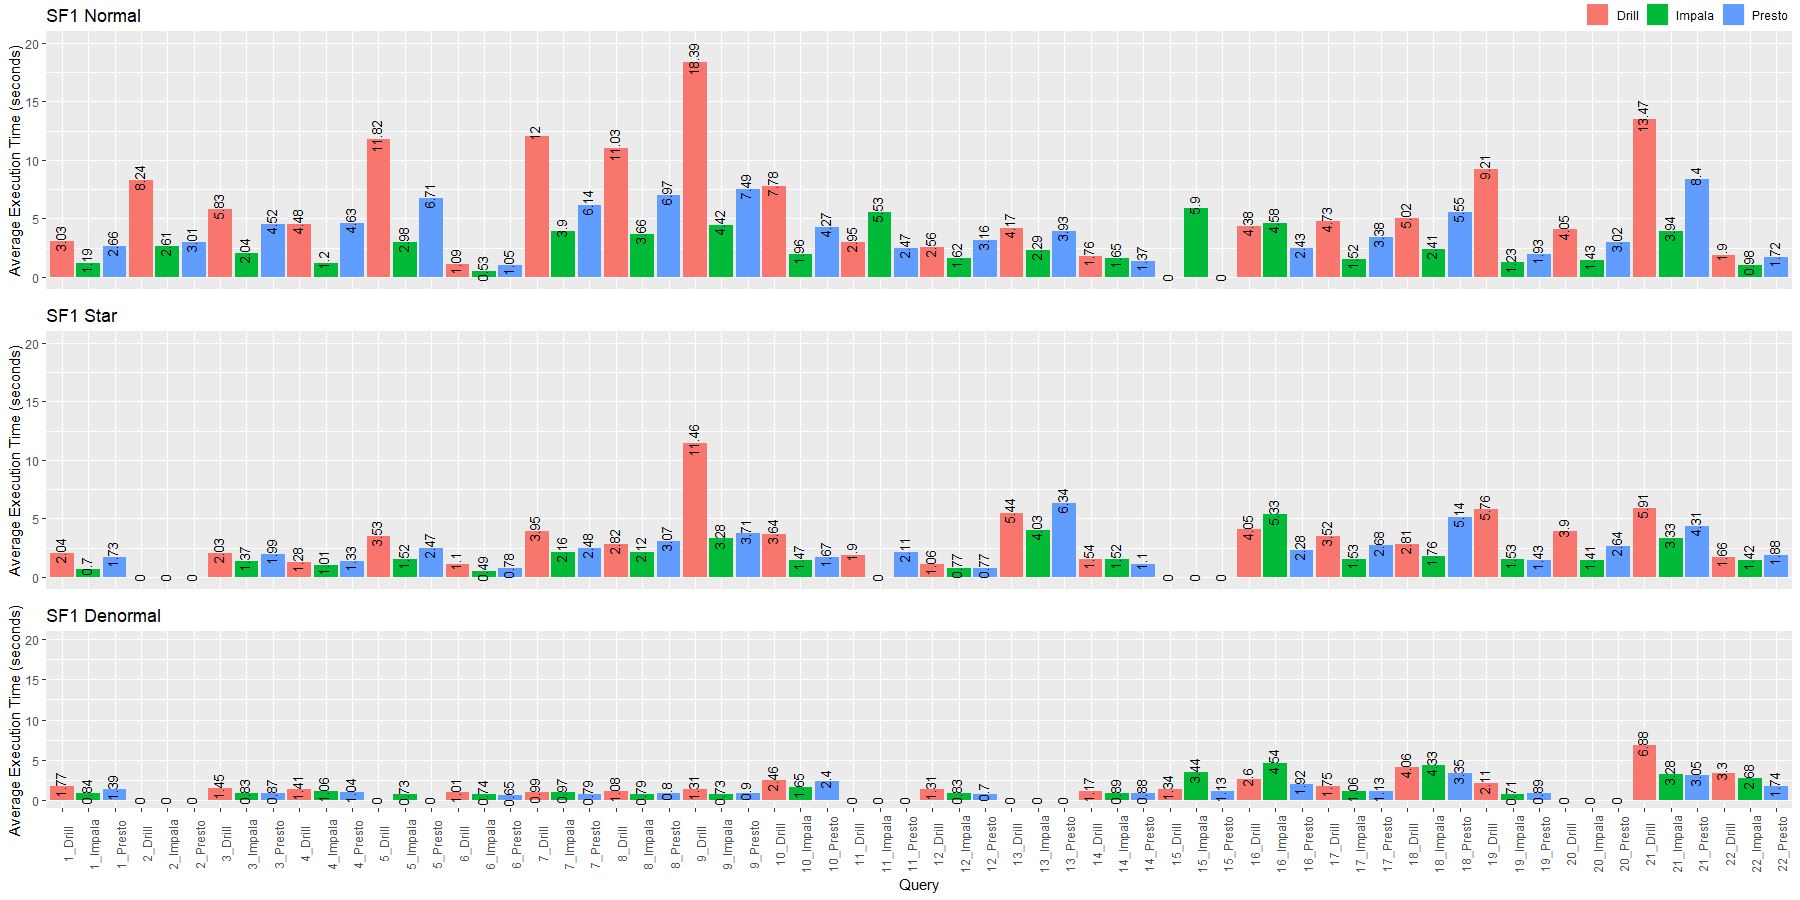 SF1 Normal
Drill Impala Presto
Average Execution Time (seconds)
20
15
10
5
0
3.03 1.19 2.66 8.24 2.61 3.01 5.83 2.04 4.52 4.48 1.2 4.63 11.82 2.98 6.71 1.09 0.53 1.05 12 3.9 6.14 11.03 3.66 6.97 18.39 4.42 7.49 7.78 1.96 4.27 2.95 5.53 2.47 2.56 1.62 3.16 4.17 2.29 3.93 1.76 1.65 1.37 0 5.9 0 4.38 4.58 2.43 4.73 1.52 3.38 5.02 2.41 5.55 9.21 1.23 1.93 4.05 1.43 3.02 13.47 3.94 8.4 1.9 0.98 1.72
SF1 Star
Average Execution Time (seconds)
20
15
10
5
0
2.04 0.7 1.73 0 0 0 2.03 1.37 1.99 1.28 1.01 1.33 3.53 1.52 2.47 1.1 0.49 0.78 3.95 2.16 2.48 2.82 2.12 3.07 11.46 3.28 3.71 3.64 1.47 1.67 1.9 0 2.11 1.06 0.77 0.77 5.44 4.03 6.34 1.54 1.52 1.1 0 0 0 4.05 5.33 2.28 3.52 1.53 2.68 2.81 1.76 5.14 5.76 1.53 1.43 3.9 1.41 2.64 5.91 3.33 4.31 1.66 1.42 1.88
SF1 Denormal
Average Execution Time (seconds)
20
15
10
5
0
1.77 0.84 1.39 0 0 0 1.45 0.83 0.87 1.41 1.06 1.04 0 0.73 0 1.01 0.74 0.65 0.99 0.97 0.79 1.08 0.79 0.8 1.31 0.73 0.9 2.46 1.65 2.4 0 0 0 1.31 0.83 0.7 0 0 0 1.17 0.89 0.88 1.34 3.44 1.13 2.6 4.54 1.92 1.75 1.06 1.13 4.06 4.33 3.35 2.11 0.71 0.89 0 0 0 6.88 3.28 3.05 3.3 2.68 1.74
1_Drill 1_Impala 1_Presto 2_Drill 2_Impala 2_Presto 3_Drill 3_Impala 3_Presto 4_Drill 4_Impala 4_Presto 5_Drill 5_Impala 5_Presto 6_Drill 6_Impala 6_Presto 7_Drill 7_Impala 7_Presto 8_Drill 8_Impala 8_Presto 9_Drill 9_Impala 9_Presto 10_Drill 10_Impala 10_Presto 11_Drill 11_Impala 11_Presto 12_Drill 12_Impala 12_Presto 13_Drill 13_Impala 13_Presto 14_Drill 14_Impala 14_Presto 15_Drill 15_Impala 15_Presto 16_Drill 16_Impala 16_Presto 17_Drill 17_Impala 17_Presto 18_Drill 18_Impala 18_Presto 19_Drill 19_Impala 19_Presto 20_Drill 20_Impala 20_Presto 21_Drill 21_Impala 21_Presto 22_Drill 22_Impala 22_Presto
Query